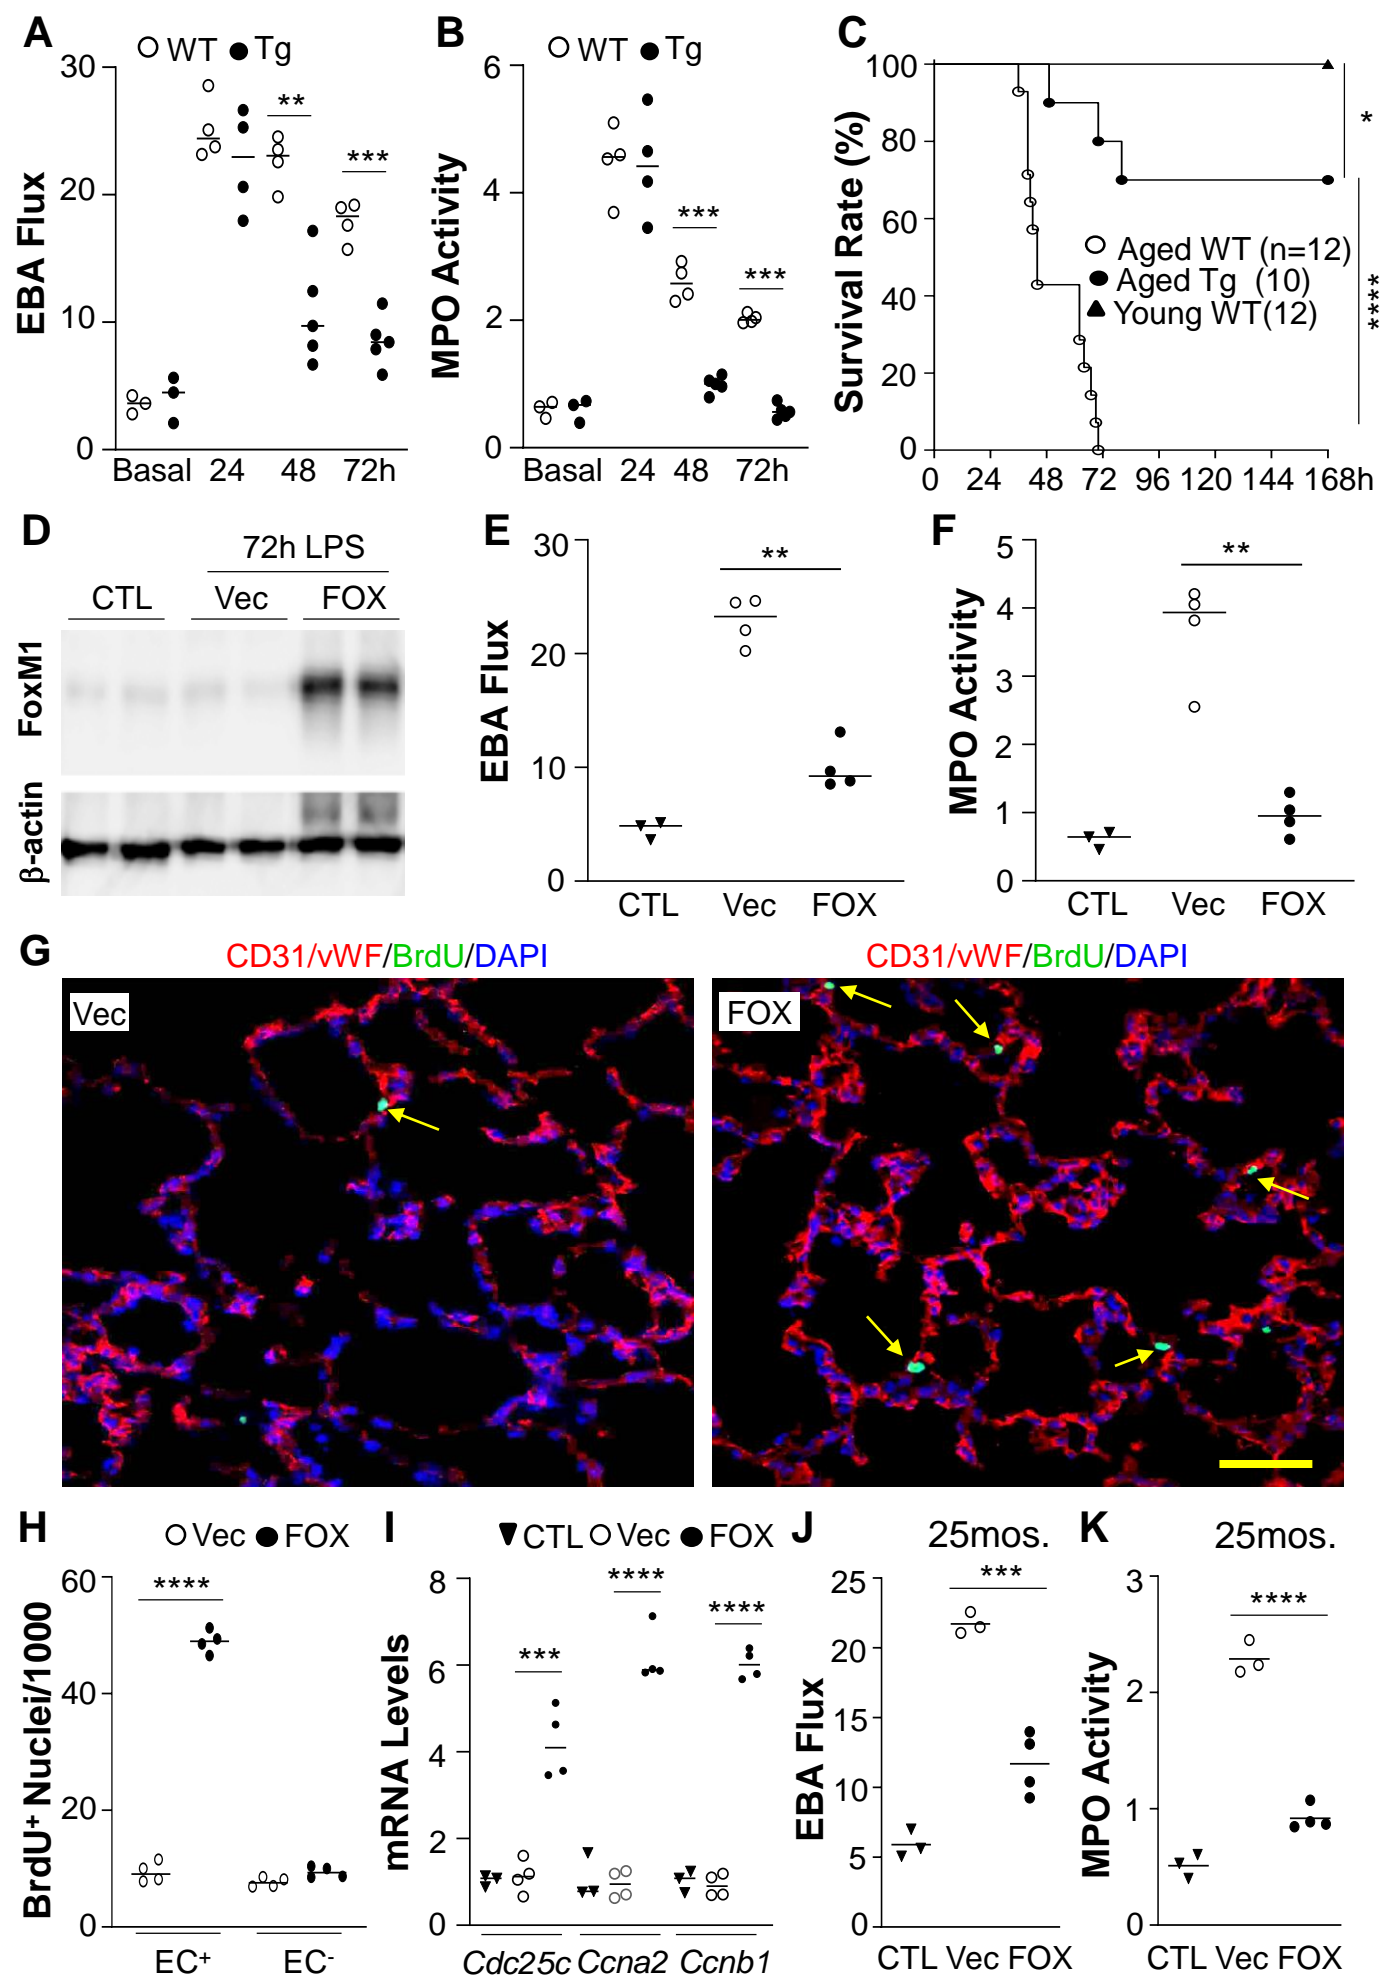 A
WT Tg
EBA Flux
30
20
10
0
**
***
Basal 24 48 72h
B
WT Tg
MPO Activity
6
4
2
0
***
***
Basal 24 48 72h
C
Survival Rate (%)
100
80
60
40
20
0
Aged WT (n=12)
Aged Tg (10)
Young WT(12)
*
****
0 24 48 72 96 120 144 168h
D
72h LPS
CTL Vec FOX
FoxM1
β-actin
E
EBA Flux
30
20
10
0
**
CTL Vec FOX
F
MPO Activity
5
4
3
2
1
0
**
CTL Vec FOX
G
CD31/vWF/BrdU/DAPI
Vec
CD31/vWF/BrdU/DAPI
FOX
H
Vec FOX
BrdU⁺ Nuclei/1000
60
40
20
0
****
EC⁺ EC⁻
I
CTL Vec FOX
mRNA Levels
8
6
4
2
0
***
****
****
Cdc25c Ccna2 Ccnb1
J
25mos.
EBA Flux
25
20
15
10
5
0
***
CTL Vec FOX
K
25mos.
MPO Activity
3
2
1
0
****
CTL Vec FOX